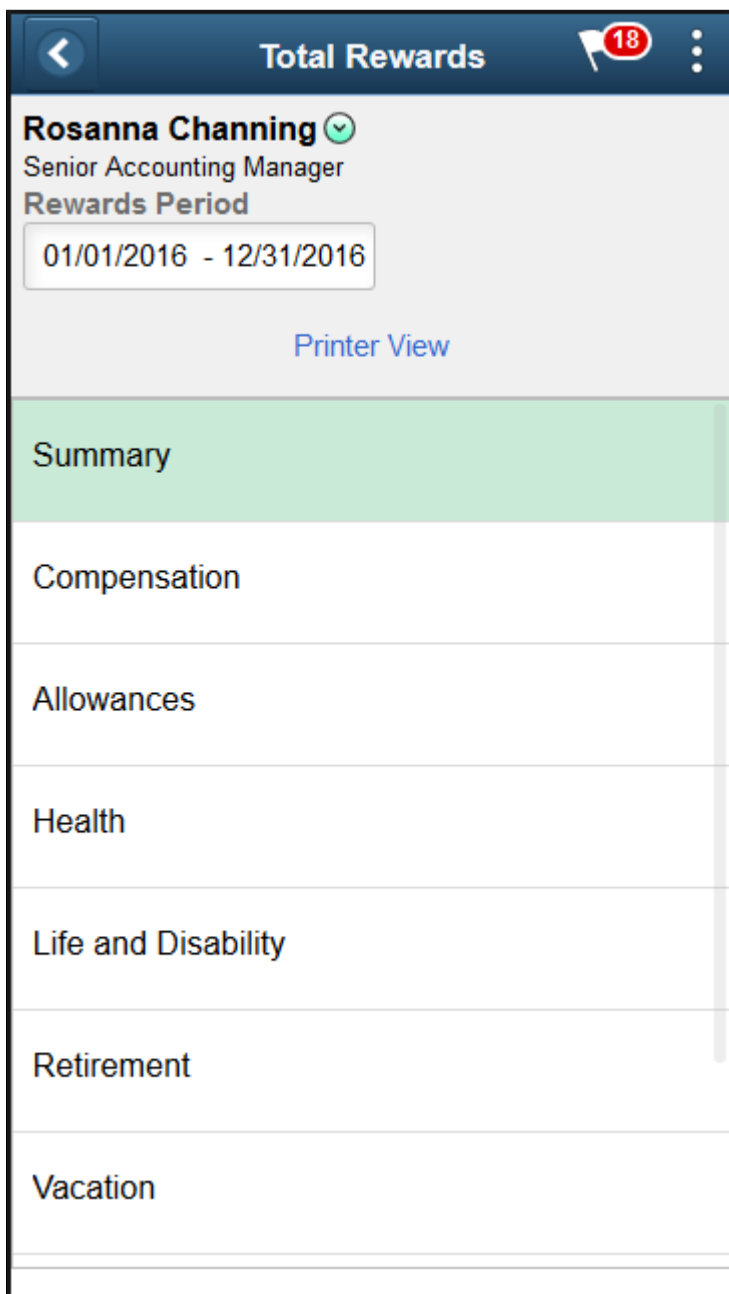 Total Rewards
18
Rosanna Channing
Senior Accounting Manager
Rewards Period
01/01/2016 - 12/31/2016
Printer View
Summary
Compensation
Allowances
Health
Life and Disability
Retirement
Vacation